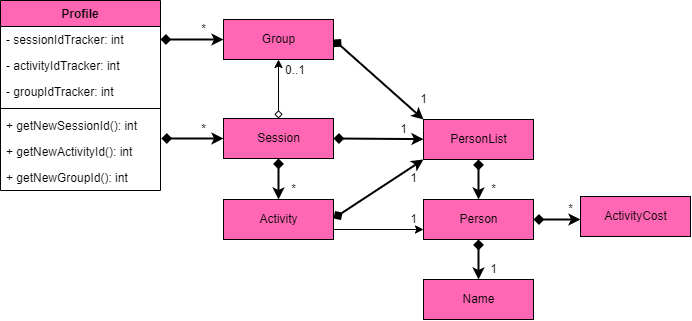 Profile
- sessionIdTracker: int
- activityIdTracker: int
- groupIdTracker: int
+ getNewSessionId(): int
+ getNewActivityId(): int
+ getNewGroupId(): int
*
Group
0..1
1
*
Session
1
PersonList
*
1
*
Activity
1
Person
*
ActivityCost
1
Name